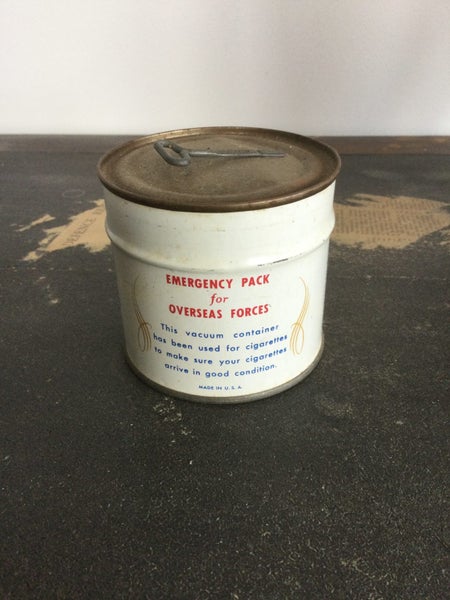 EMERGENCY PACK
for
OVERSEAS FORCES
This vacuum container
has been used for cigarettes
to make sure your cigarettes
arrive in good condition.
MADE IN U.S.A.